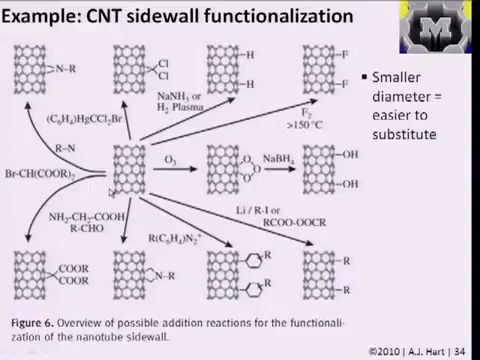 Example: CNT sidewall functionalization
M
N–R
Cl
Cl
H
H
F
F
Smaller
diameter =
easier to
substitute
(C₆H₄)HgCCl₂Br
NaNH₃ or
H₂ Plasma
F₂
>150 °C
R–N
Br-CH(COOR)₂
O₃
O
O
O
NaBH₄
OH
OH
NH₂-CH₂-COOH
R-CHO
R(C₆H₄)N₂⁺
Li / R-I or
RCOO-OOCR
COOR
COOR
N–R
R
R
R
R
Figure 6. Overview of possible addition reactions for the functionali-
zation of the nanotube sidewall.
©2010 | A.J. Hart | 34